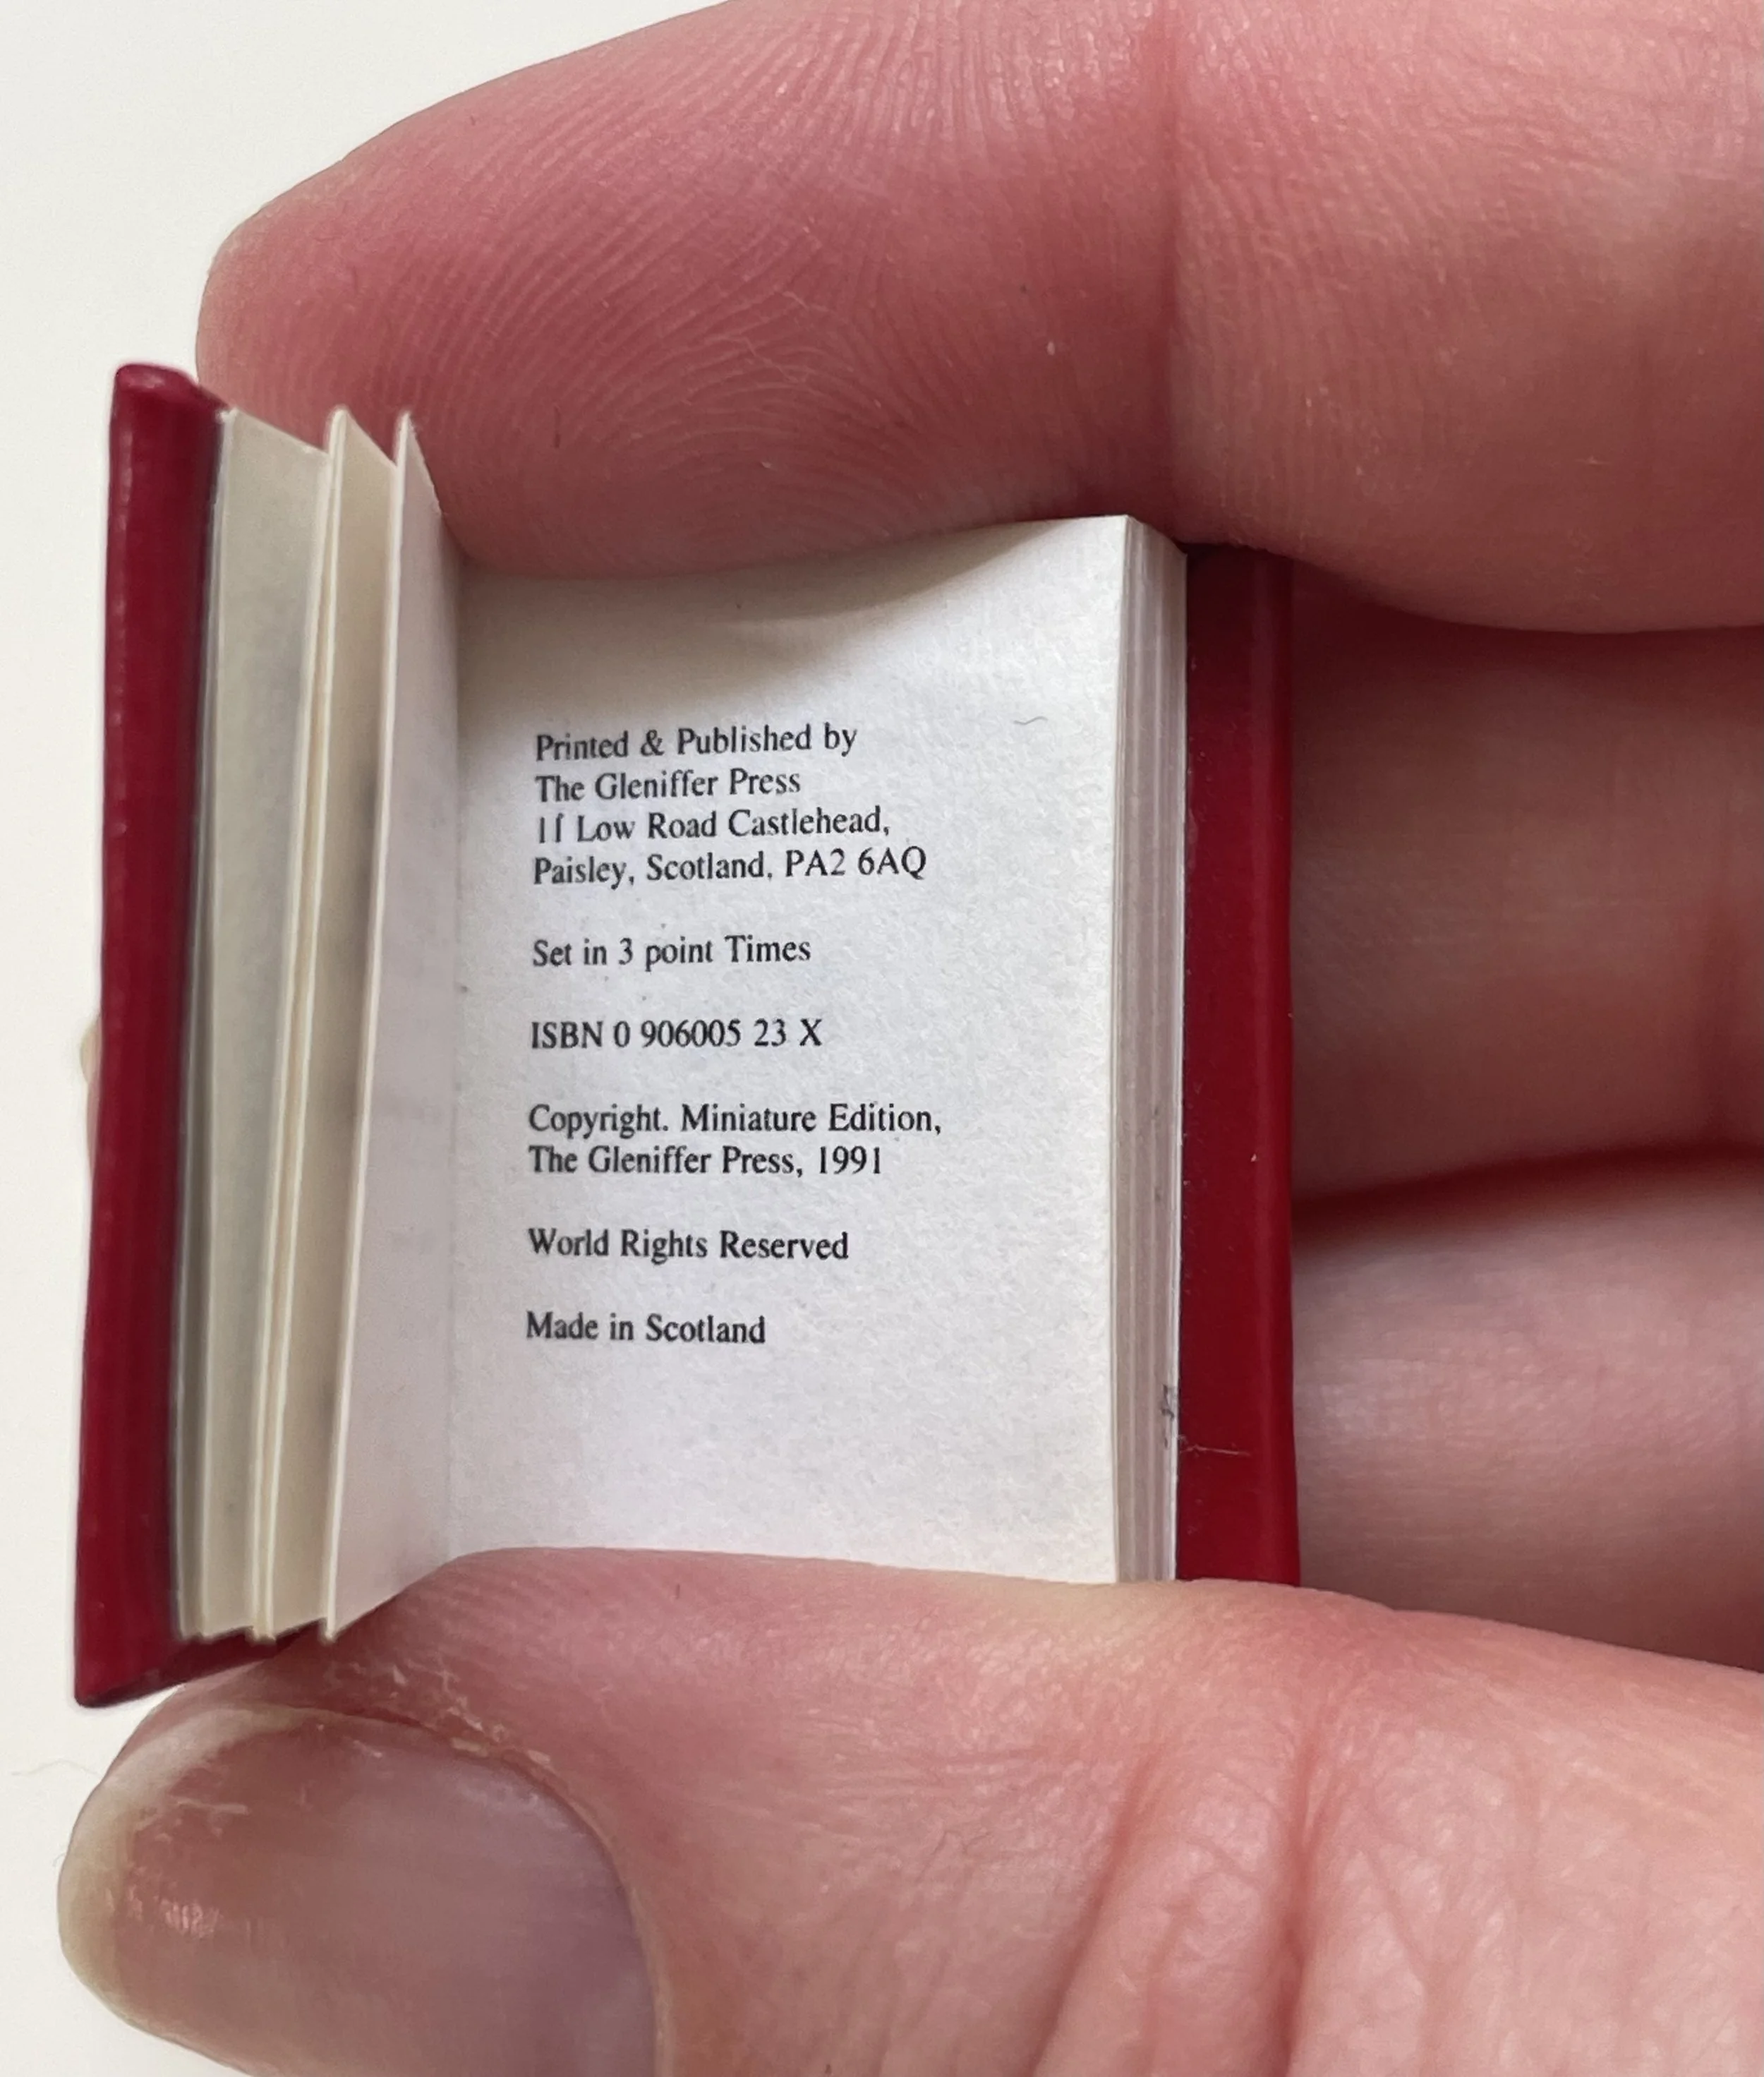 Printed & Published by
The Gleniffer Press
11 Low Road Castlehead,
Paisley, Scotland, PA2 6AQ
Set in 3 point Times
ISBN 0 906005 23 X
Copyright. Miniature Edition,
The Gleniffer Press, 1991
World Rights Reserved
Made in Scotland